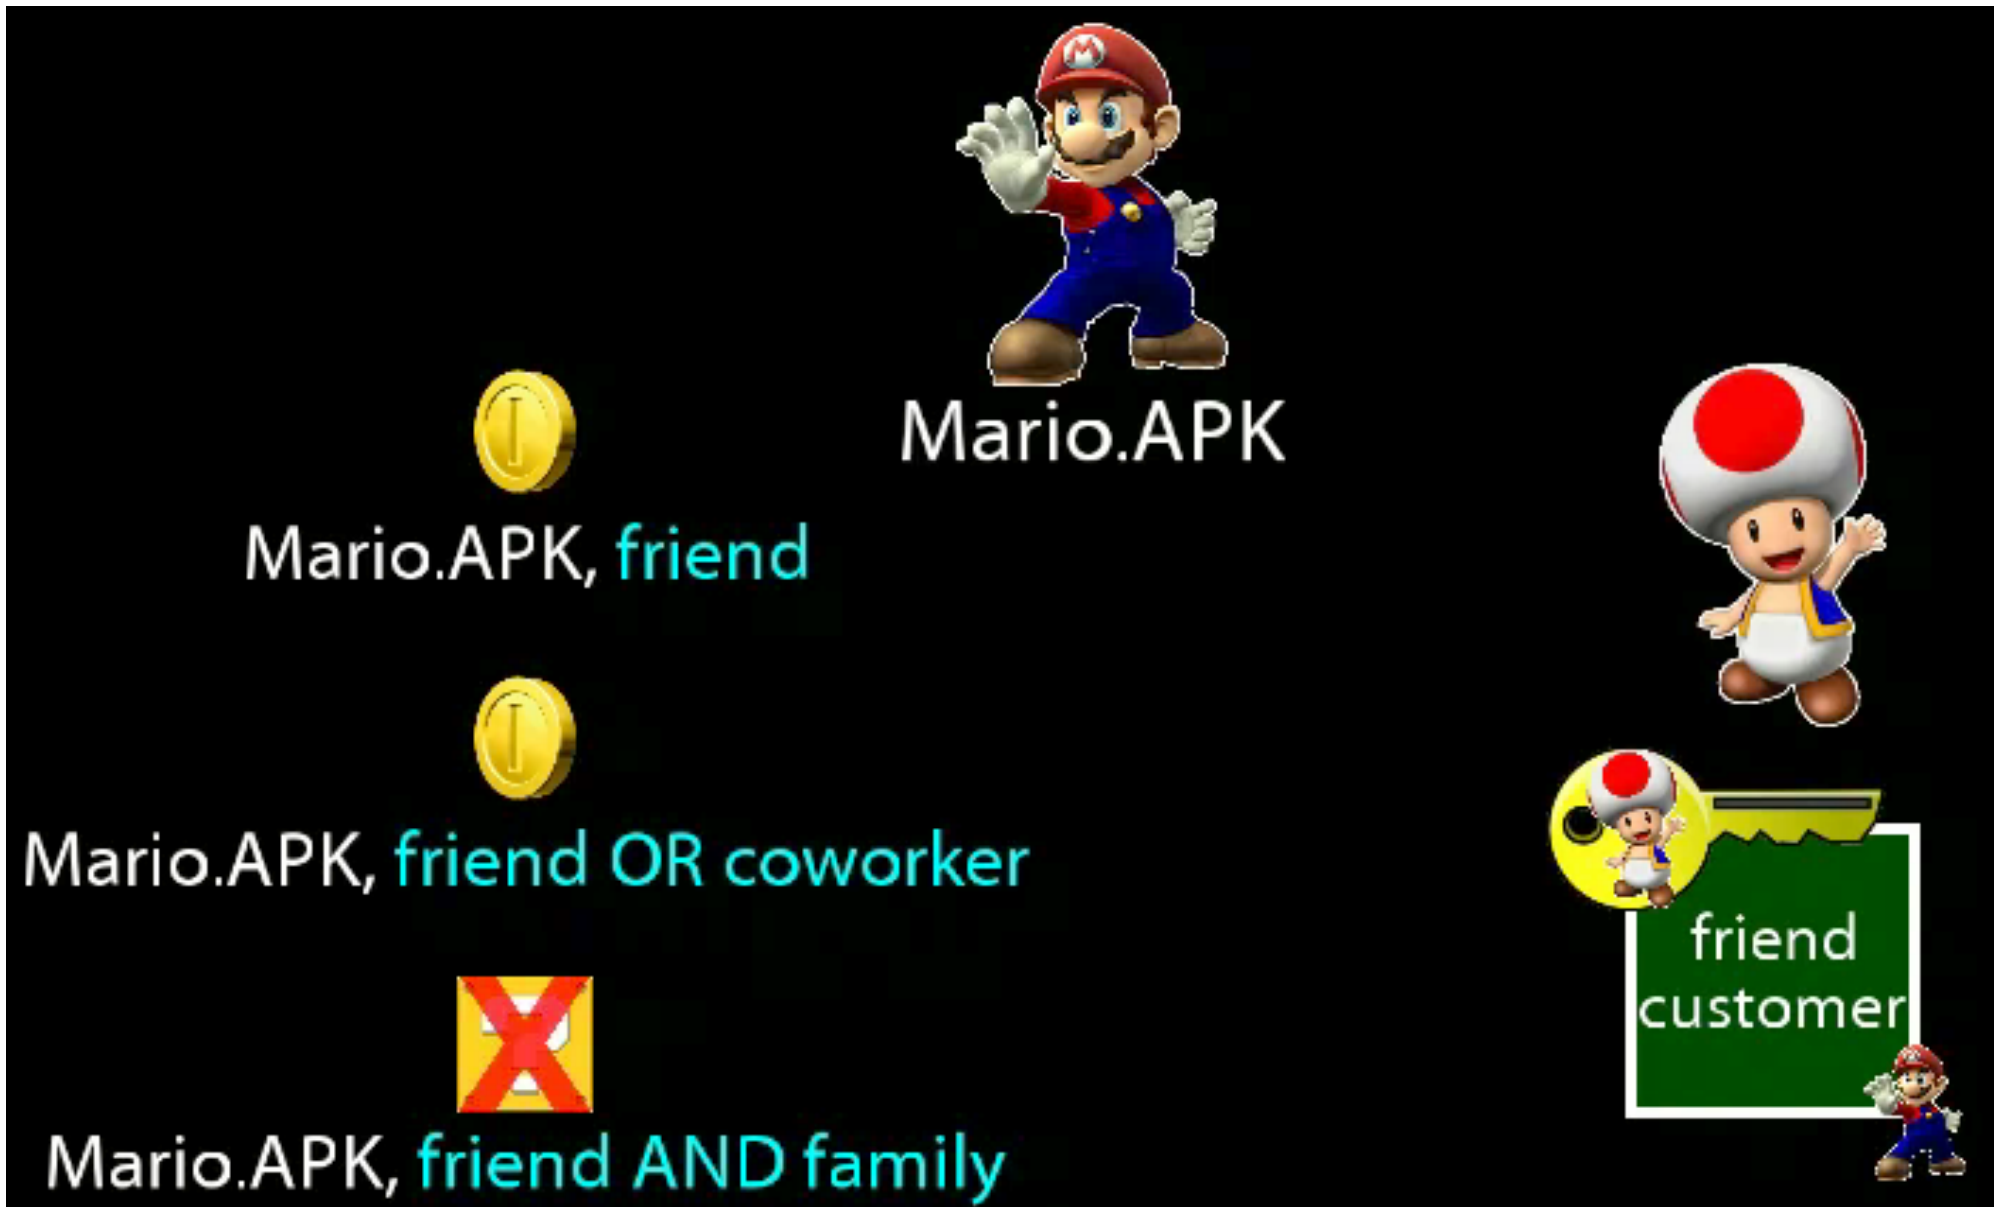 Mario.APK
Mario.APK, friend
Mario.APK, friend OR coworker
Mario.APK, friend AND family
friend
customer